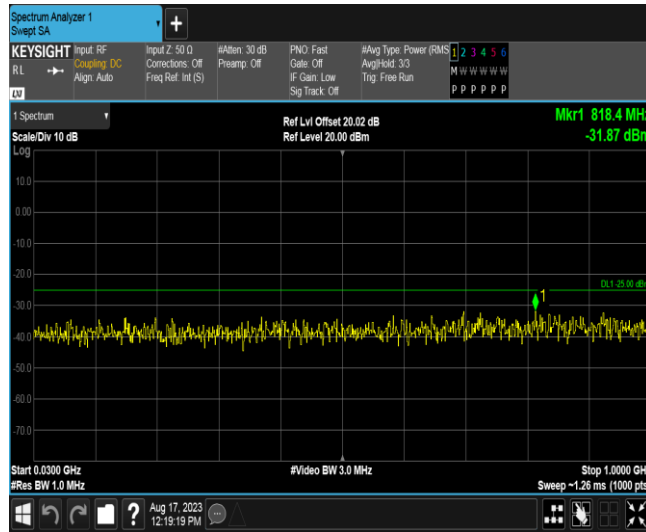 Spectrum Analyzer 1
Swept SA
KEYSIGHT
RL
LXI
Input: RF
Coupling: DC
Align: Auto
Input Z: 50 Ω
Corrections: Off
Freq Ref: Int (S)
#Atten: 30 dB
Preamp: Off
PNO: Fast
Gate: Off
IF Gain: Low
Sig Track: Off
#Avg Type: Power (RMS
Avg|Hold: 3/3
Trig: Free Run
1 2 3 4 5 6
M W W W W W
P P P P P P
1 Spectrum
Scale/Div 10 dB
Log
Ref Lvl Offset 20.02 dB
Ref Level 20.00 dBm
Mkr1 818.4 MHz
-31.87 dBm
10.0
0.00
-10.0
-20.0
DL1 -25.00 dBm
1
-30.0
-40.0
-50.0
-60.0
-70.0
Start 0.0300 GHz
#Res BW 1.0 MHz
#Video BW 3.0 MHz
Stop 1.0000 GH
Sweep ~1.26 ms (1000 pts
?
Aug 17, 2023
12:19:19 PM